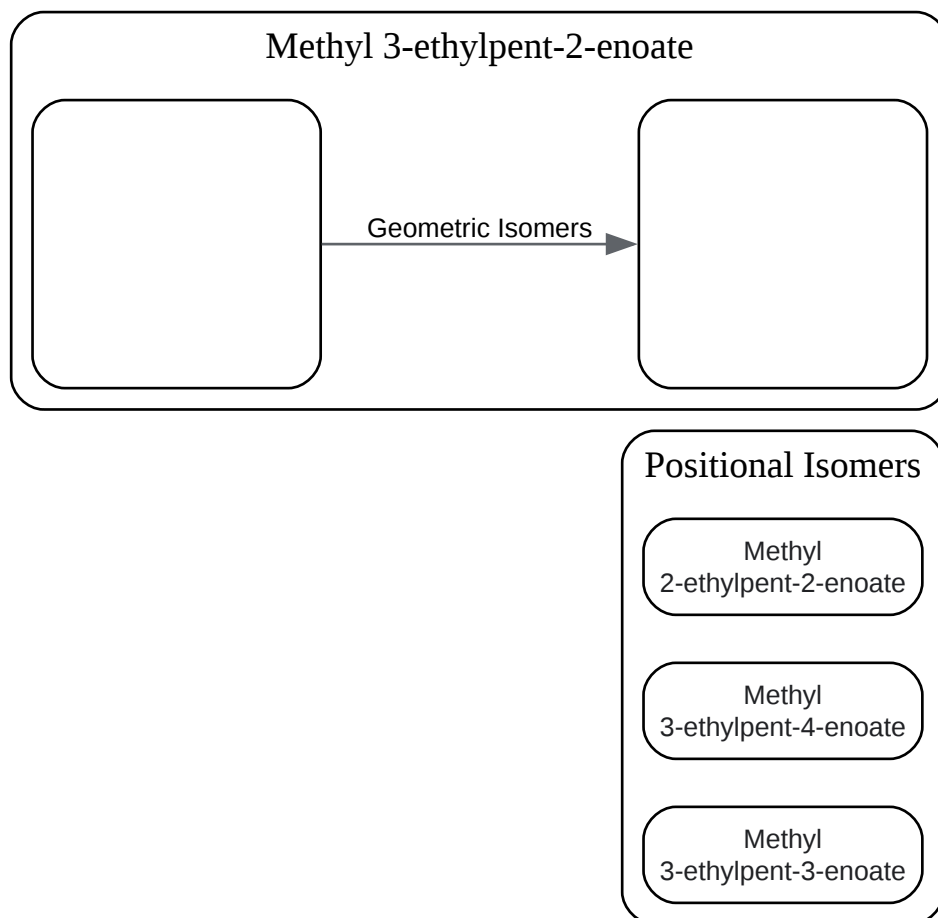 Methyl 3-ethylpent-2-enoate
Geometric Isomers
Positional Isomers
Methyl
2-ethylpent-2-enoate
Methyl
3-ethylpent-4-enoate
Methyl
3-ethylpent-3-enoate